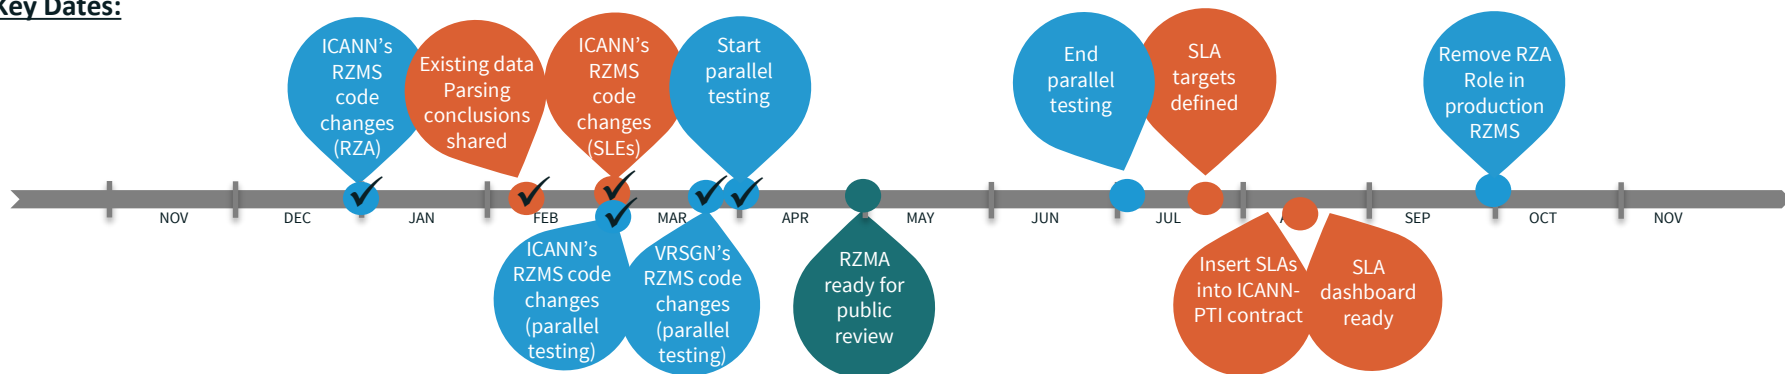 Key Dates:
ICANN's
RZMS
code
changes
(RZA)
Existing data
Parsing
conclusions
shared
ICANN's
RZMS
code
changes
(SLEs)
Start
parallel
testing
End
parallel
testing
SLA
targets
defined
Remove RZA
Role in
production
RZMS
NOV
DEC
JAN
FEB
MAR
APR
MAY
JUN
JUL
SEP
OCT
NOV
ICANN's
RZMS code
changes
(parallel
testing)
VRSGN's
RZMS code
changes
(parallel
testing)
RZMA
ready for
public
review
Insert SLAs
into ICANN-
PTI contract
SLA
dashboard
ready